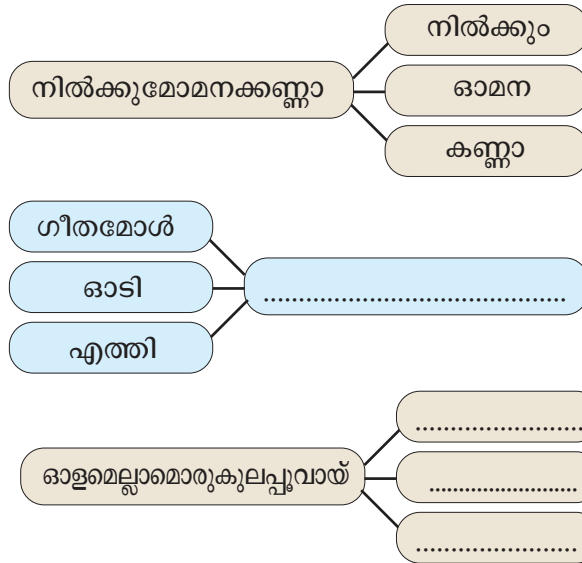 നിൽക്കും
നിൽക്കുമോമനക്കണ്ണാ
ഓമന
കണ്ണാ
ഗീതമോൾ
ഓടി
..........................................
എത്തി
........................
ഓളമെല്ലാമൊരുകുലപ്പൂവായ്
.....................
.......................